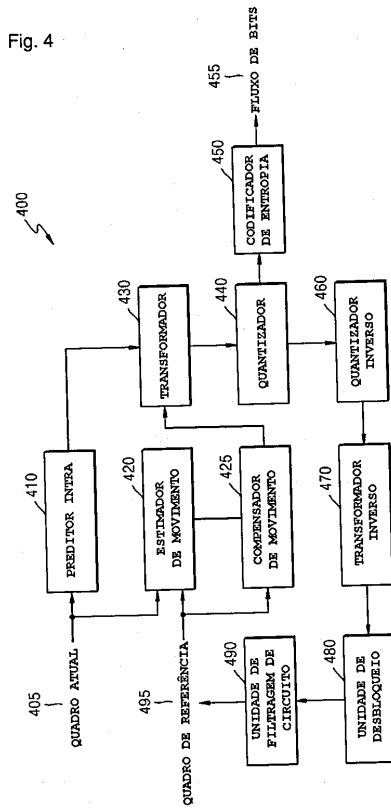 Fig. 4
400
405
QUADRO ATUAL
410
PREDITOR INTRA
420
ESTIMADOR
DE MOVIMENTO
425
COMPENSADOR
DE MOVIMENTO
430
TRANSFORMADOR
440
QUANTIZADOR
450
CODIFICADOR
DE ENTROPIA
455
FLUXO DE BITS
495
QUADRO DE REFERÊNCIA
490
UNIDADE DE
FILTRAGEM DE
CIRCUITO
480
UNIDADE DE
DESBLOQUEIO
470
TRANSFORMADOR
INVERSO
460
QUANTIZADOR
INVERSO